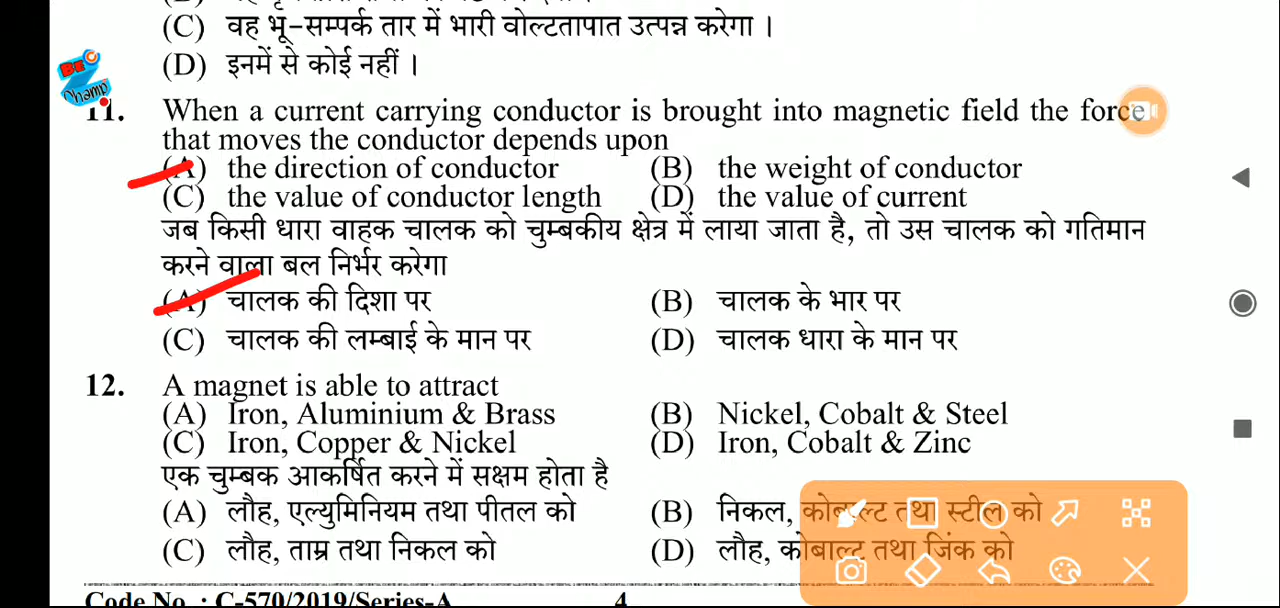 (C) वह भू-सम्पर्क तार में भारी वोल्टतापात उत्पन्न करेगा ।
(D) इनमें से कोई नहीं ।
Be
Champ
11. When a current carrying conductor is brought into magnetic field the force
that moves the conductor depends upon
(A) the direction of conductor (B) the weight of conductor
(C) the value of conductor length (D) the value of current
जब किसी धारा वाहक चालक को चुम्बकीय क्षेत्र में लाया जाता है, तो उस चालक को गतिमान
करने वाला बल निर्भर करेगा
(A) चालक की दिशा पर (B) चालक के भार पर
(C) चालक की लम्बाई के मान पर (D) चालक धारा के मान पर
12. A magnet is able to attract
(A) Iron, Aluminium & Brass (B) Nickel, Cobalt & Steel
(C) Iron, Copper & Nickel (D) Iron, Cobalt & Zinc
एक चुम्बक आकर्षित करने में सक्षम होता है
(A) लौह, एल्युमिनियम तथा पीतल को (B) निकल, कोबाल्ट तथा स्टील को
(C) लौह, ताम्र तथा निकल को (D) लौह, कोबाल्ट तथा जिंक को
Code No. : C-570/2019/Series-A 4